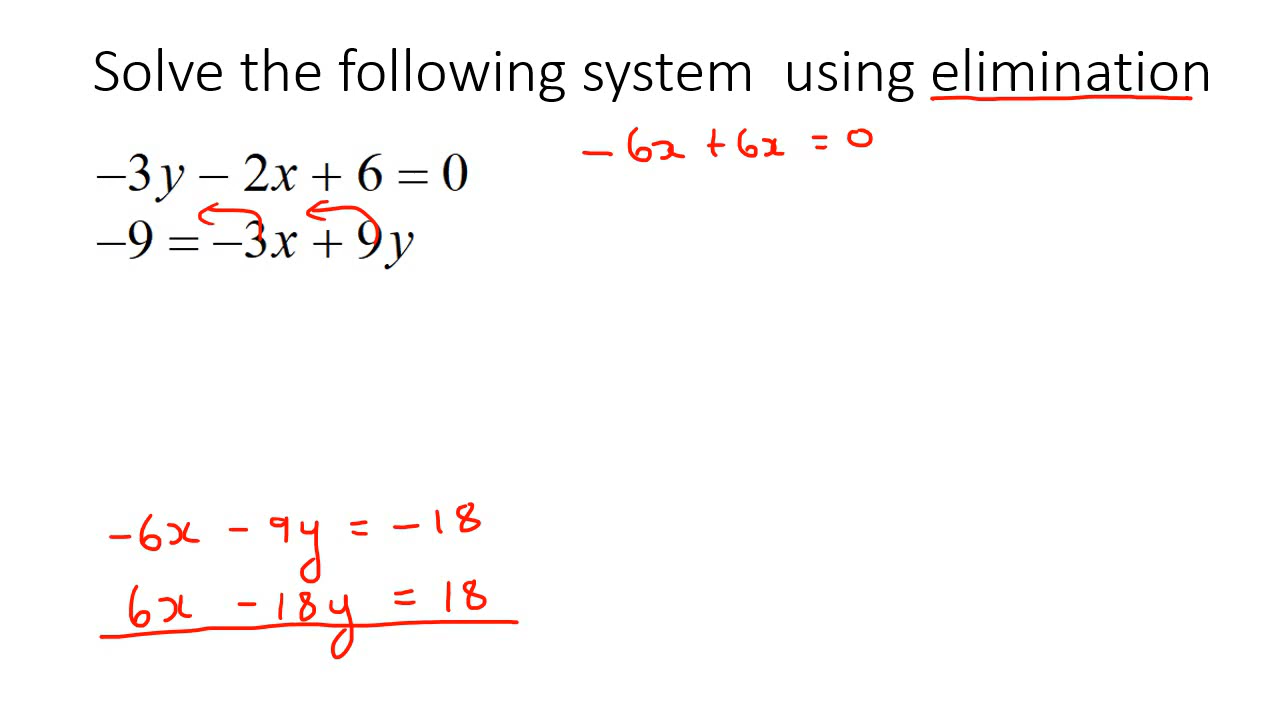 Solve the following system using elimination
-6x + 6x = 0
−3y − 2x + 6 = 0
−9 = −3x + 9y
-6x - 9y = -18
6x - 18y = 18